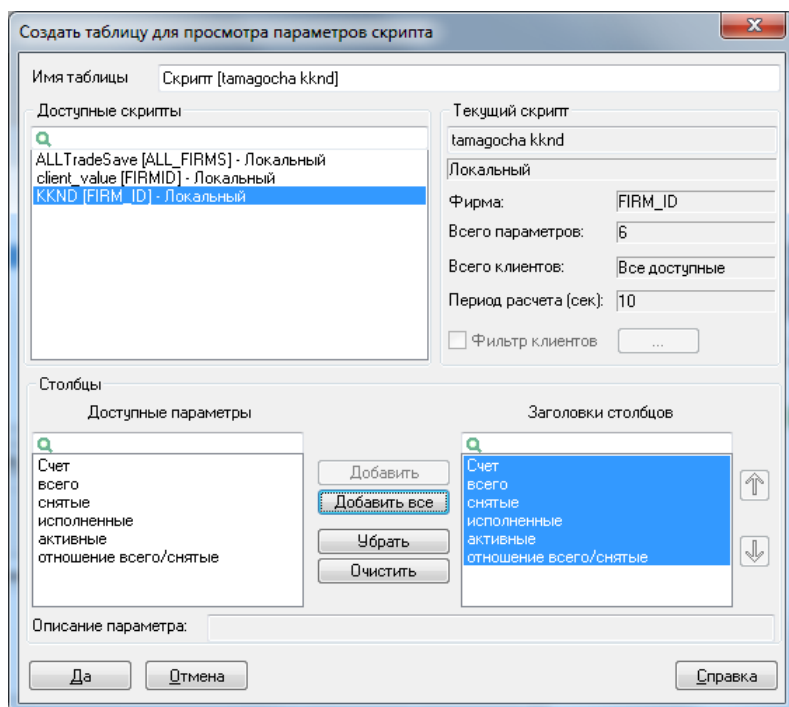 Создать таблицу для просмотра параметров скрипта
Имя таблицы Скрипт [tamagocha kknd]
Доступные скрипты
ALLTradeSave [ALL_FIRMS] - Локальный
client_value [FIRMID] - Локальный
KKND [FIRM_ID] - Локальный
Текущий скрипт
tamagocha kknd
Локальный
Фирма: FIRM_ID
Всего параметров: 6
Всего клиентов: Все доступные
Период расчета (сек): 10
Фильтр клиентов ...
Столбцы
Доступные параметры
Счет
всего
снятые
исполненные
активные
отношение всего/снятые
Добавить
Добавить все
Убрать
Очистить
Заголовки столбцов
Счет
всего
снятые
исполненные
активные
отношение всего/снятые
Описание параметра:
Да Отмена Справка